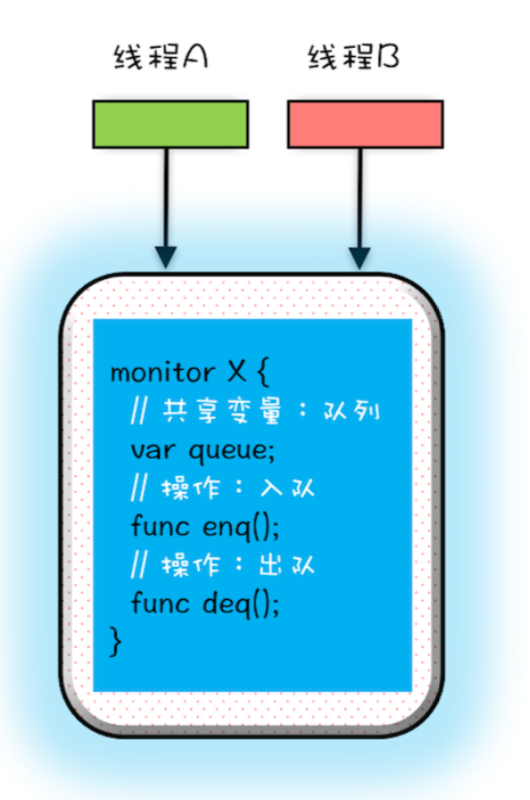 线程A
线程B
monitor X {
// 共享变量：队列
var queue;
// 操作：入队
func enq();
// 操作：出队
func deq();
}